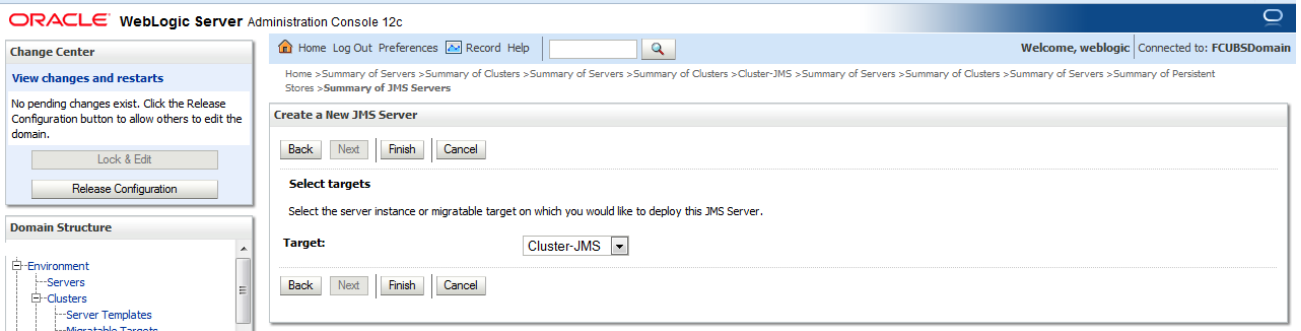 ORACLE WebLogic Server Administration Console 12c
Change Center
View changes and restarts
No pending changes exist. Click the Release
Configuration button to allow others to edit the
domain.
Lock & Edit
Release Configuration
Domain Structure
Environment
Servers
Clusters
Server Templates
Migratable Targets
Home Log Out Preferences Record Help
Welcome, weblogic Connected to: FCUBSDomain
Home >Summary of Servers >Summary of Clusters >Summary of Servers >Summary of Clusters >Cluster-JMS >Summary of Servers >Summary of Clusters >Summary of Servers >Summary of Persistent
Stores >Summary of JMS Servers
Create a New JMS Server
Back Next Finish Cancel
Select targets
Select the server instance or migratable target on which you would like to deploy this JMS Server.
Target: Cluster-JMS
Back Next Finish Cancel